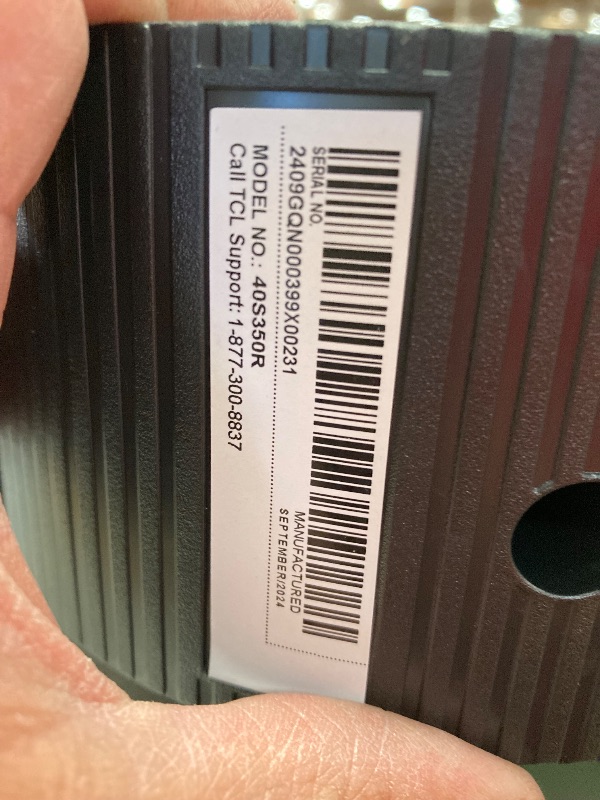 SERIAL NO.
2409GQN000399X00231
MANUFACTURED
SEPTEMBER/2024
MODEL NO.: 40S350R
Call TCL Support: 1-877-300-8837